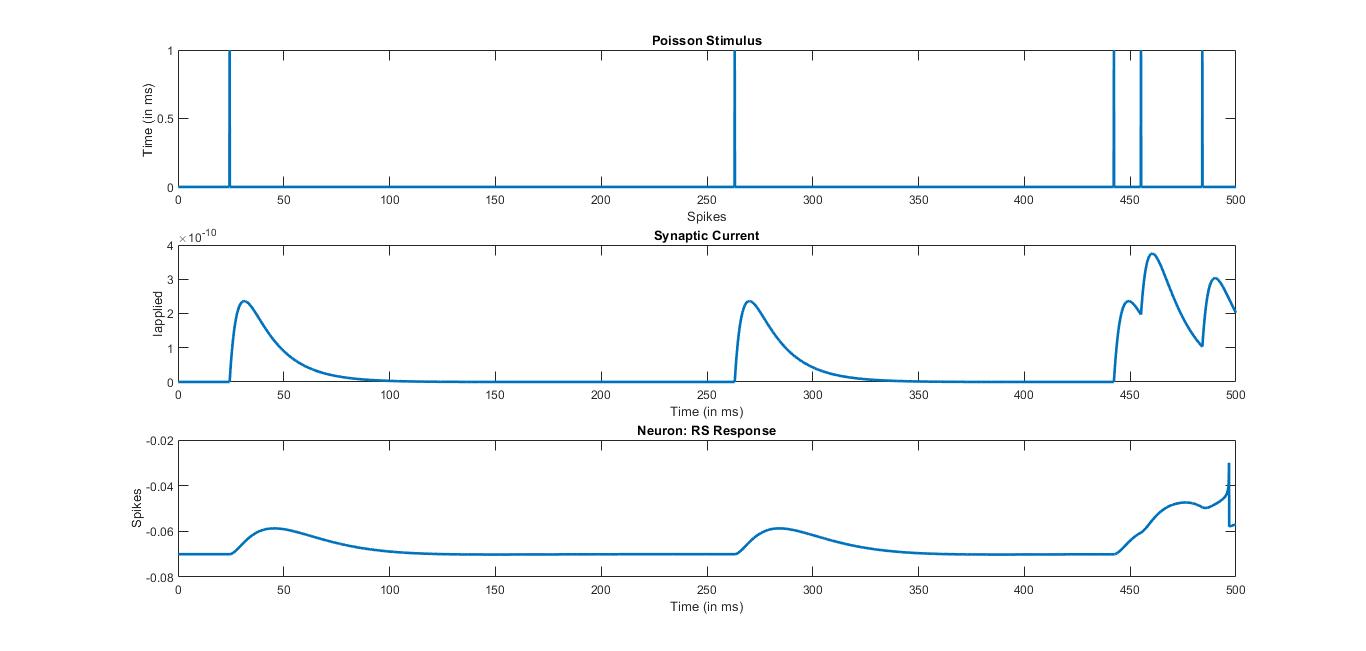 Poisson Stimulus
1
0.5
0
Time (in ms)
0 50 100 150 200 250 300 350 400 450 500
Spikes
×10-10
Synaptic Current
4
3
2
1
0
Iapplied
0 50 100 150 200 250 300 350 400 450 500
Time (in ms)
Neuron: RS Response
-0.02
-0.04
-0.06
-0.08
Spikes
0 50 100 150 200 250 300 350 400 450 500
Time (in ms)